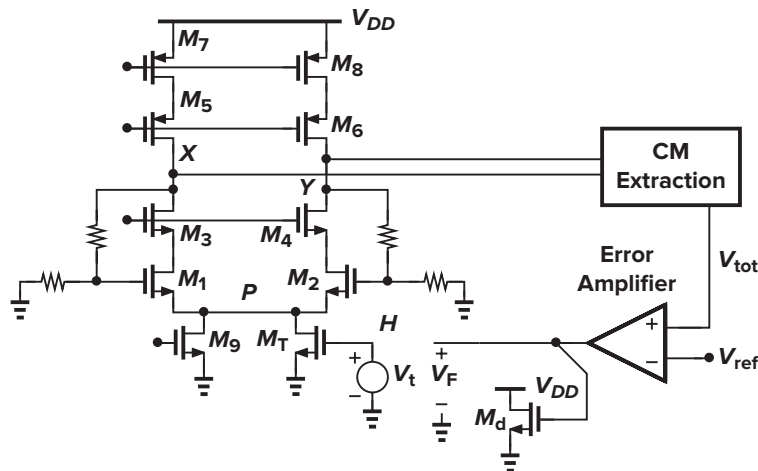 V_DD
M_7
M_8
M_5
M_6
X
Y
CM
Extraction
M_3
M_4
M_1
M_2
P
Error
Amplifier
V_tot
H
M_9
M_T
+
V_t
−
+
V_F
−
+
−
V_ref
V_DD
M_d